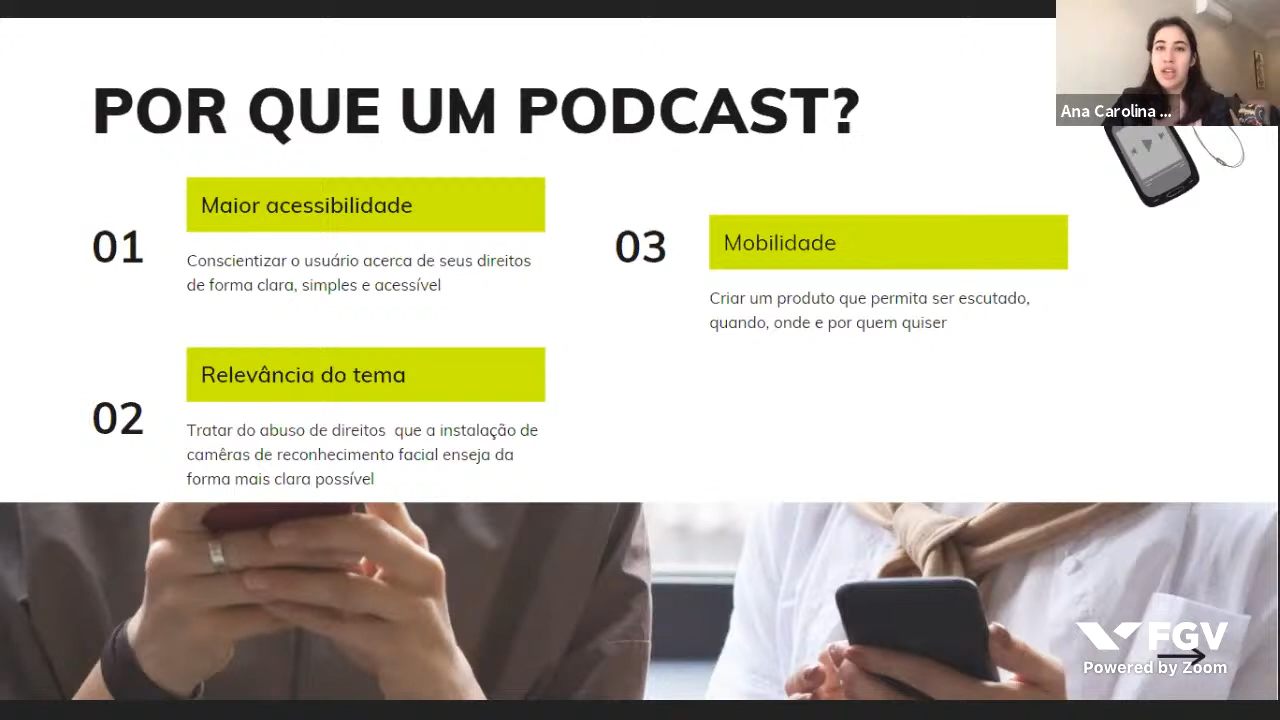 POR QUE UM PODCAST?
Ana Carolina ...
01
Maior acessibilidade
Conscientizar o usuário acerca de seus direitos
de forma clara, simples e acessível
02
Relevância do tema
Tratar do abuso de direitos  que a instalação de
camêras de reconhecimento facial enseja da
forma mais clara possível
03
Mobilidade
Criar um produto que permita ser escutado,
quando, onde e por quem quiser
FGV
Powered by Zoom